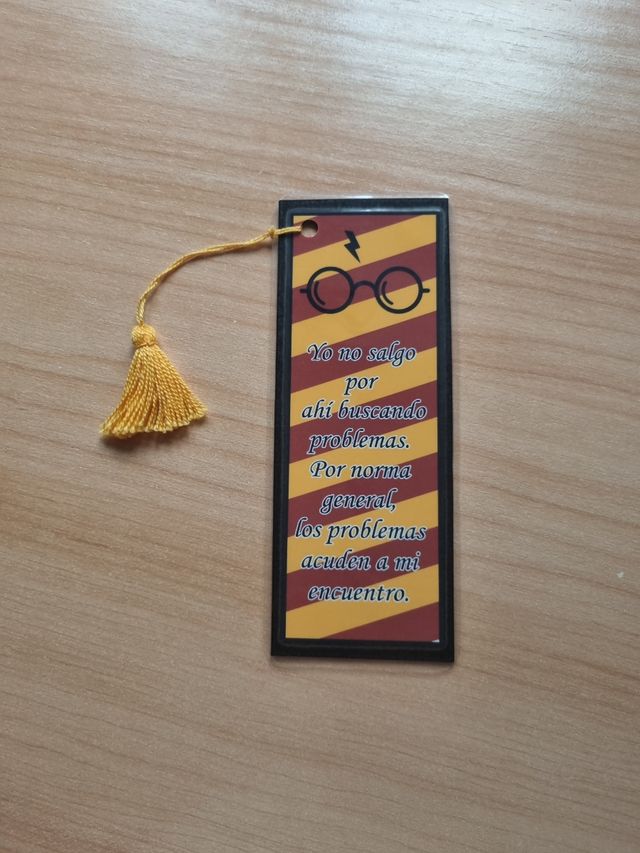 Yo no salgo
por
ahí buscando
problemas.
Por norma
general,
los problemas
acuden a mi
encuentro.